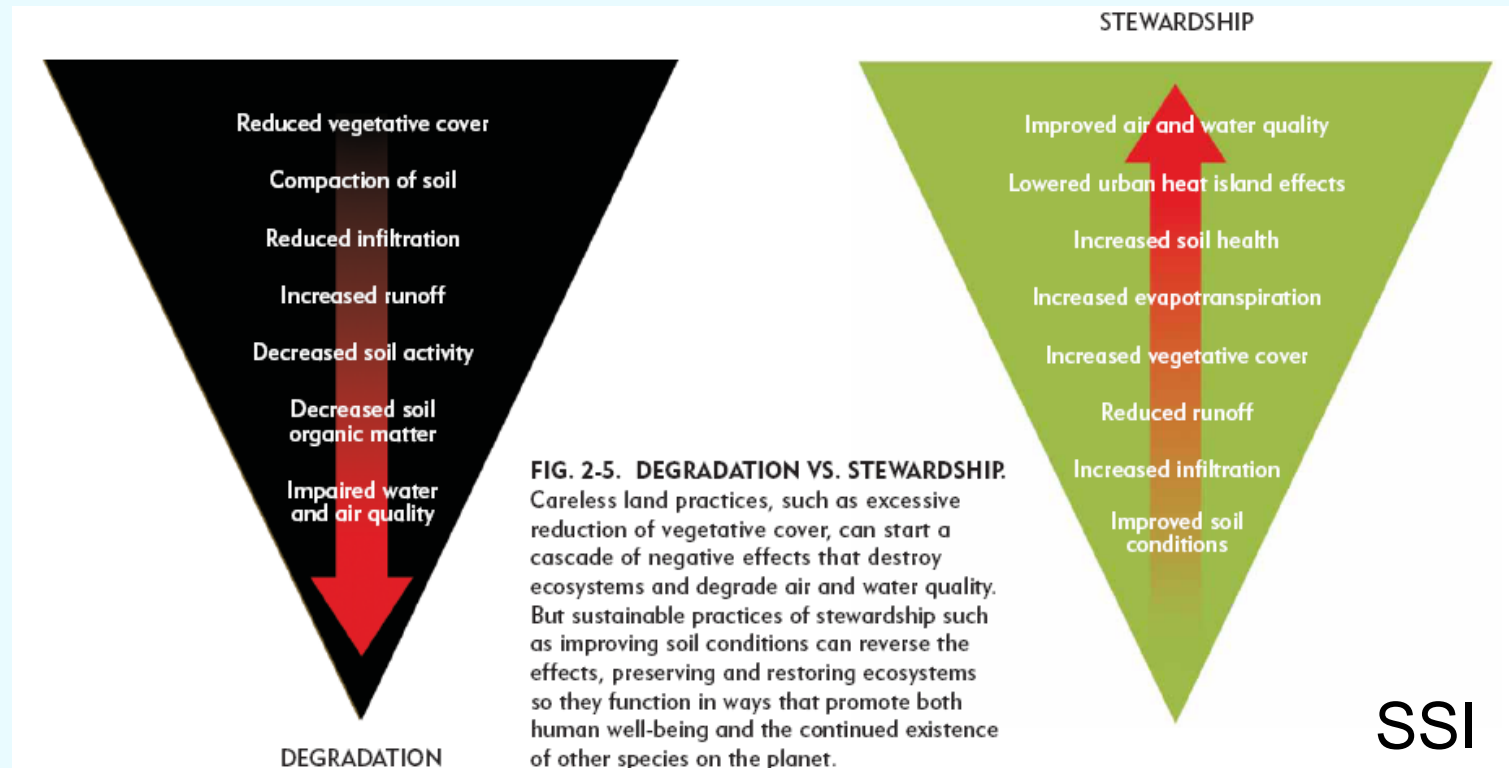 STEWARDSHIP
Reduced vegetative cover
Compaction of soil
Reduced infiltration
Increased runoff
Decreased soil activity
Decreased soil
organic matter
Impaired water
and air quality
DEGRADATION
FIG. 2-5. DEGRADATION VS. STEWARDSHIP.
Careless land practices, such as excessive
reduction of vegetative cover, can start a
cascade of negative effects that destroy
ecosystems and degrade air and water quality.
But sustainable practices of stewardship such
as improving soil conditions can reverse the
effects, preserving and restoring ecosystems
so they function in ways that promote both
human well-being and the continued existence
of other species on the planet.
Improved air and water quality
Lowered urban heat island effects
Increased soil health
Increased evapotranspiration
Increased vegetative cover
Reduced runoff
Increased infiltration
Improved soil
conditions
SSI